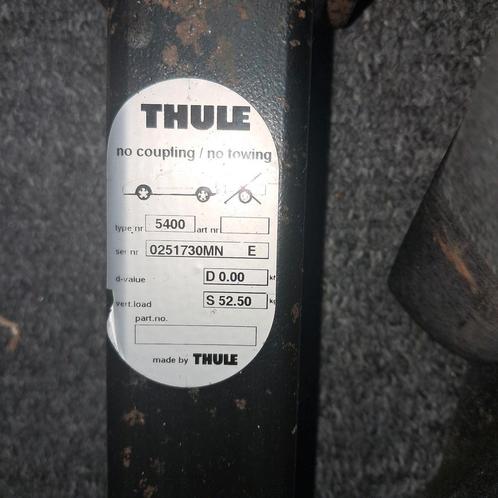 THULE
no coupling / no towing
type nr 5400 art nr
ser nr 0251730MN E
d-value D 0.00
vert.load S 52.50 kg
part.no.
made by THULE